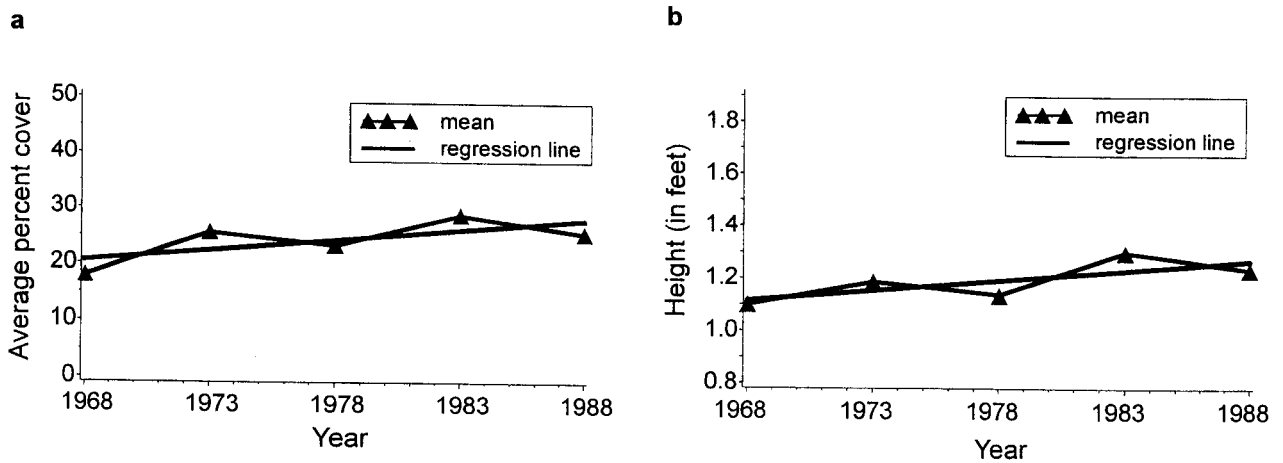 a
50
40
30
20
10
0
Average percent cover
1968 1973 1978 1983 1988
Year
mean
regression line
b
1.8
1.6
1.4
1.2
1.0
0.8
Height (in feet)
1968 1973 1978 1983 1988
Year
mean
regression line